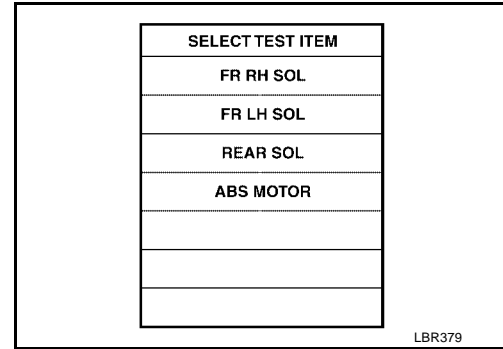 SELECT TEST ITEM
FR RH SOL
FR LH SOL
REAR SOL
ABS MOTOR
LBR379